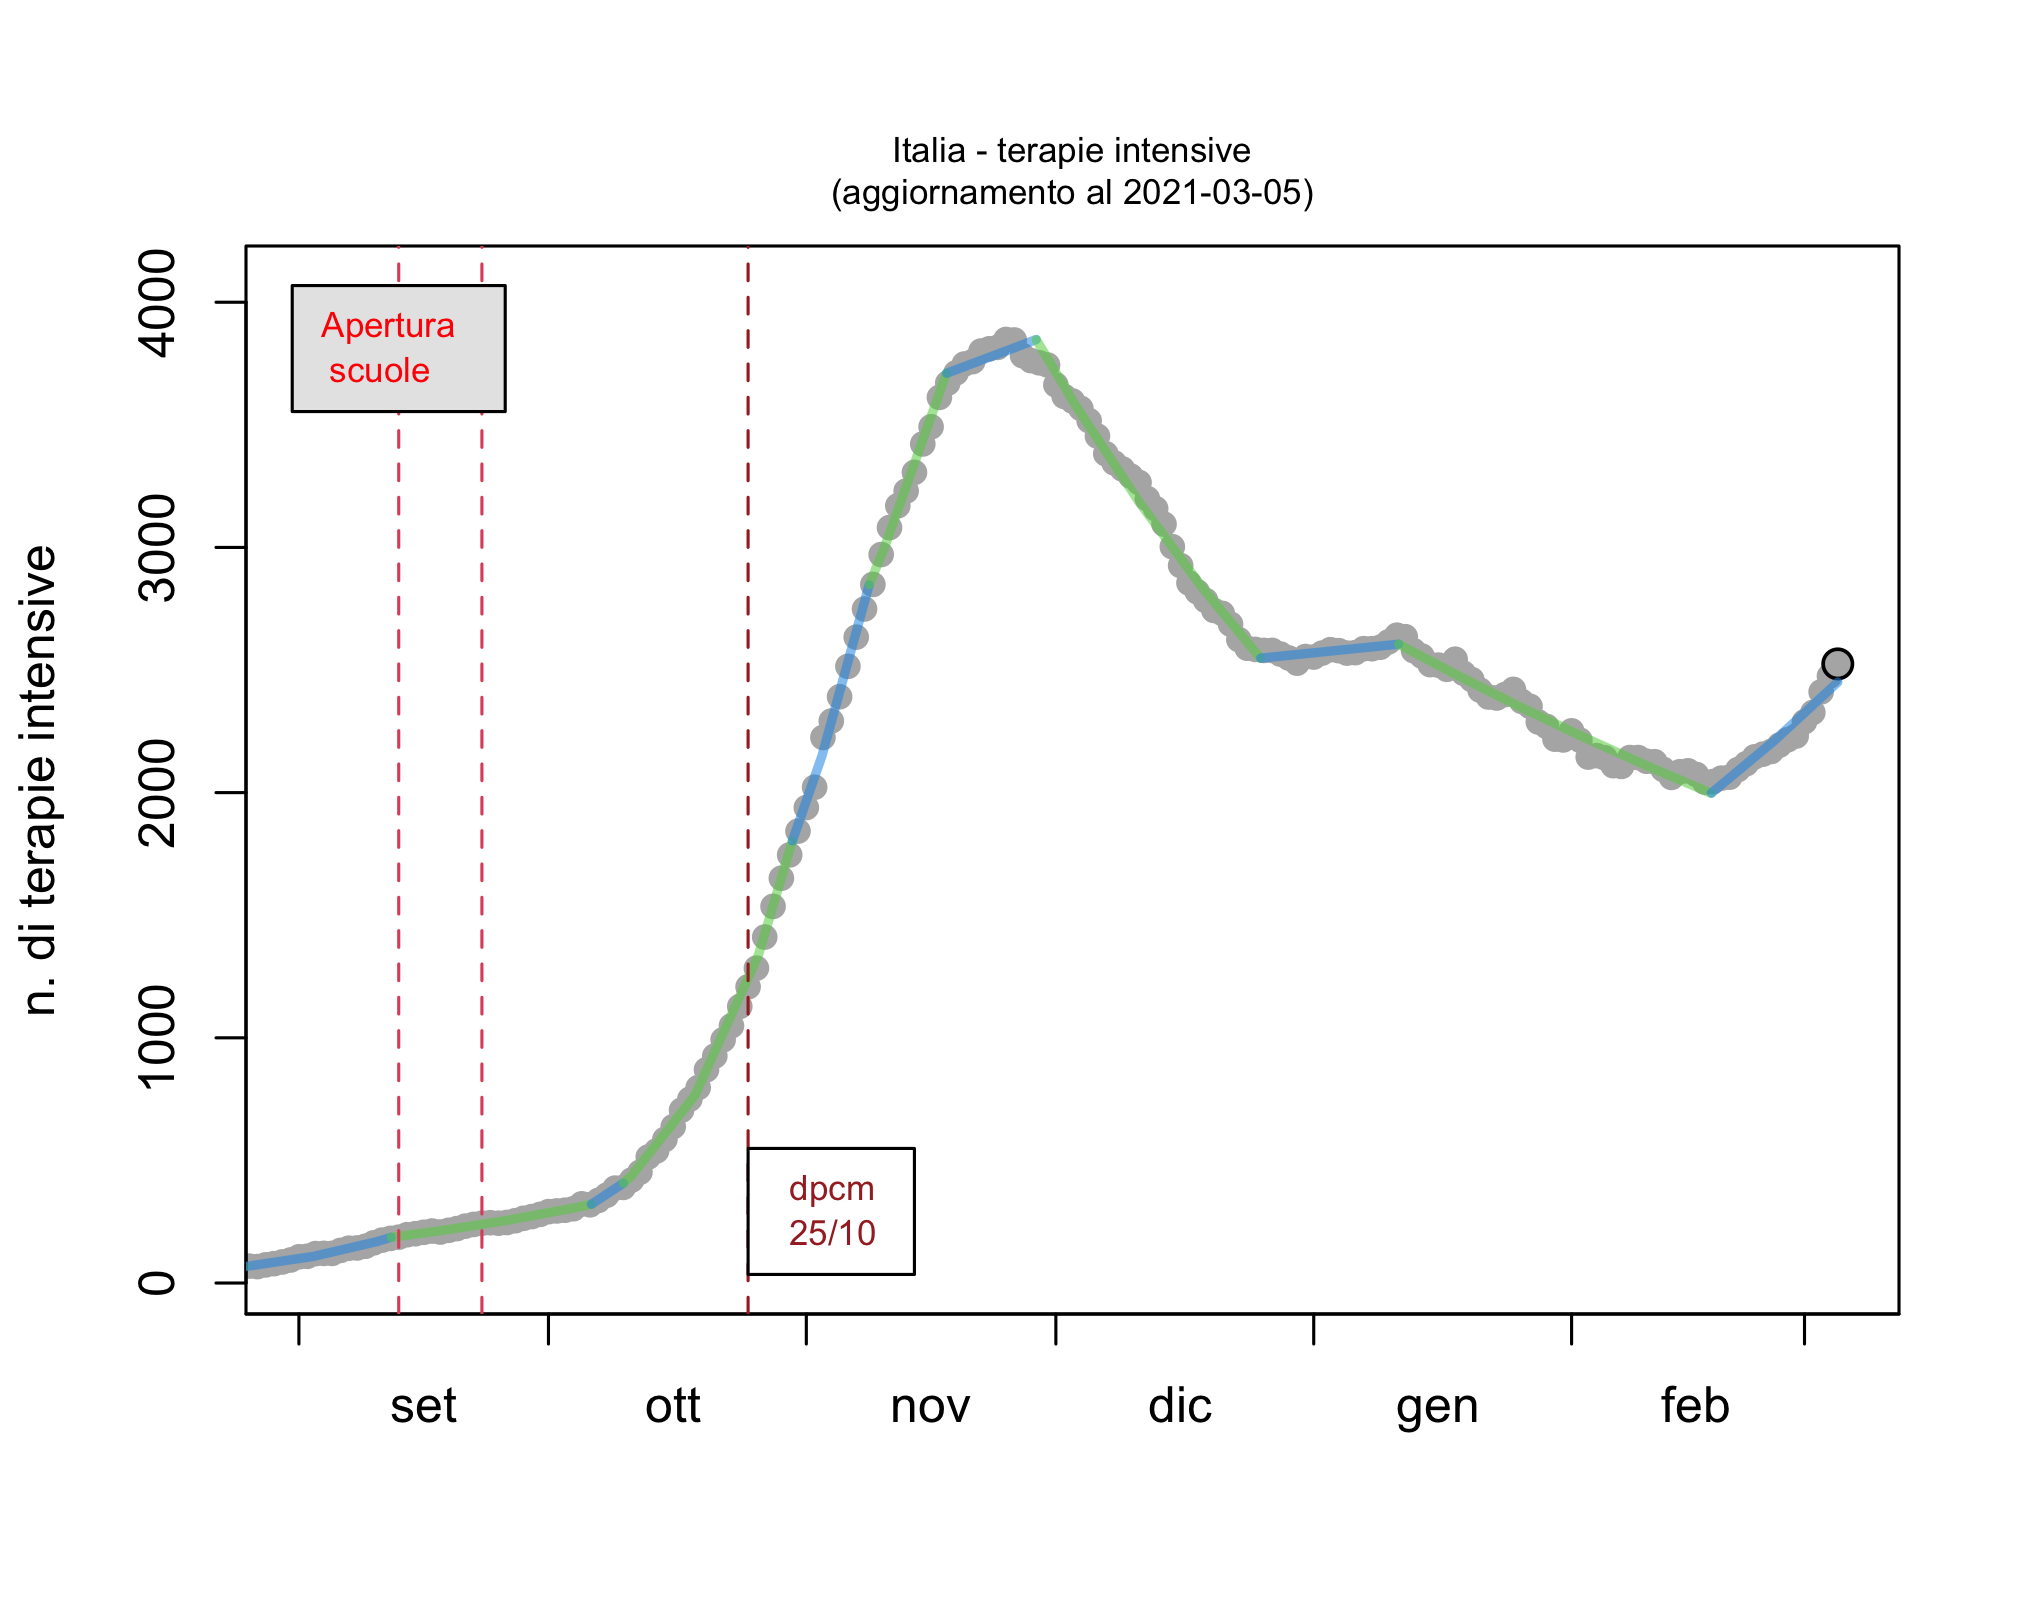 Italia - terapie intensive
(aggiornamento al 2021-03-05)
n. di terapie intensive
4000
3000
2000
1000
0
Apertura
scuole
dpcm
25/10
set
ott
nov
dic
gen
feb